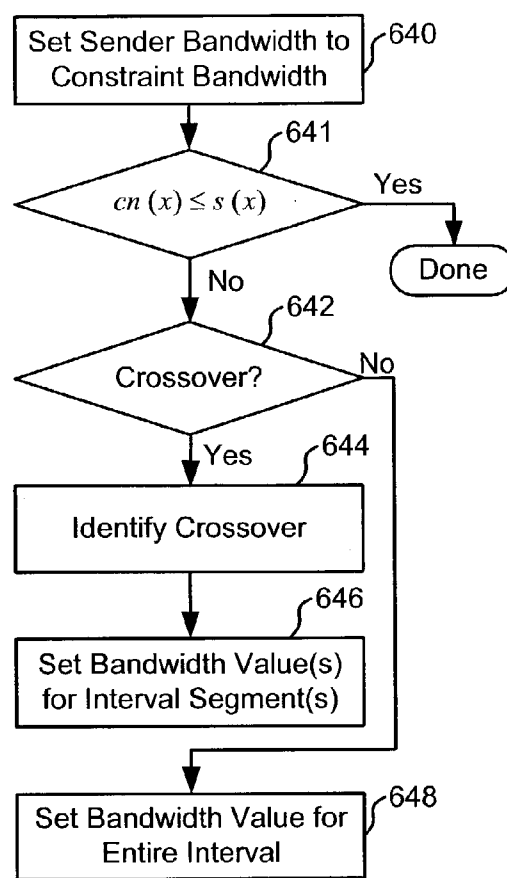 Set Sender Bandwidth to
Constraint Bandwidth
640
641
cn (x) ≤ s (x)
Yes
Done
No
642
Crossover?
No
Yes
644
Identify Crossover
646
Set Bandwidth Value(s)
for Interval Segment(s)
648
Set Bandwidth Value for
Entire Interval